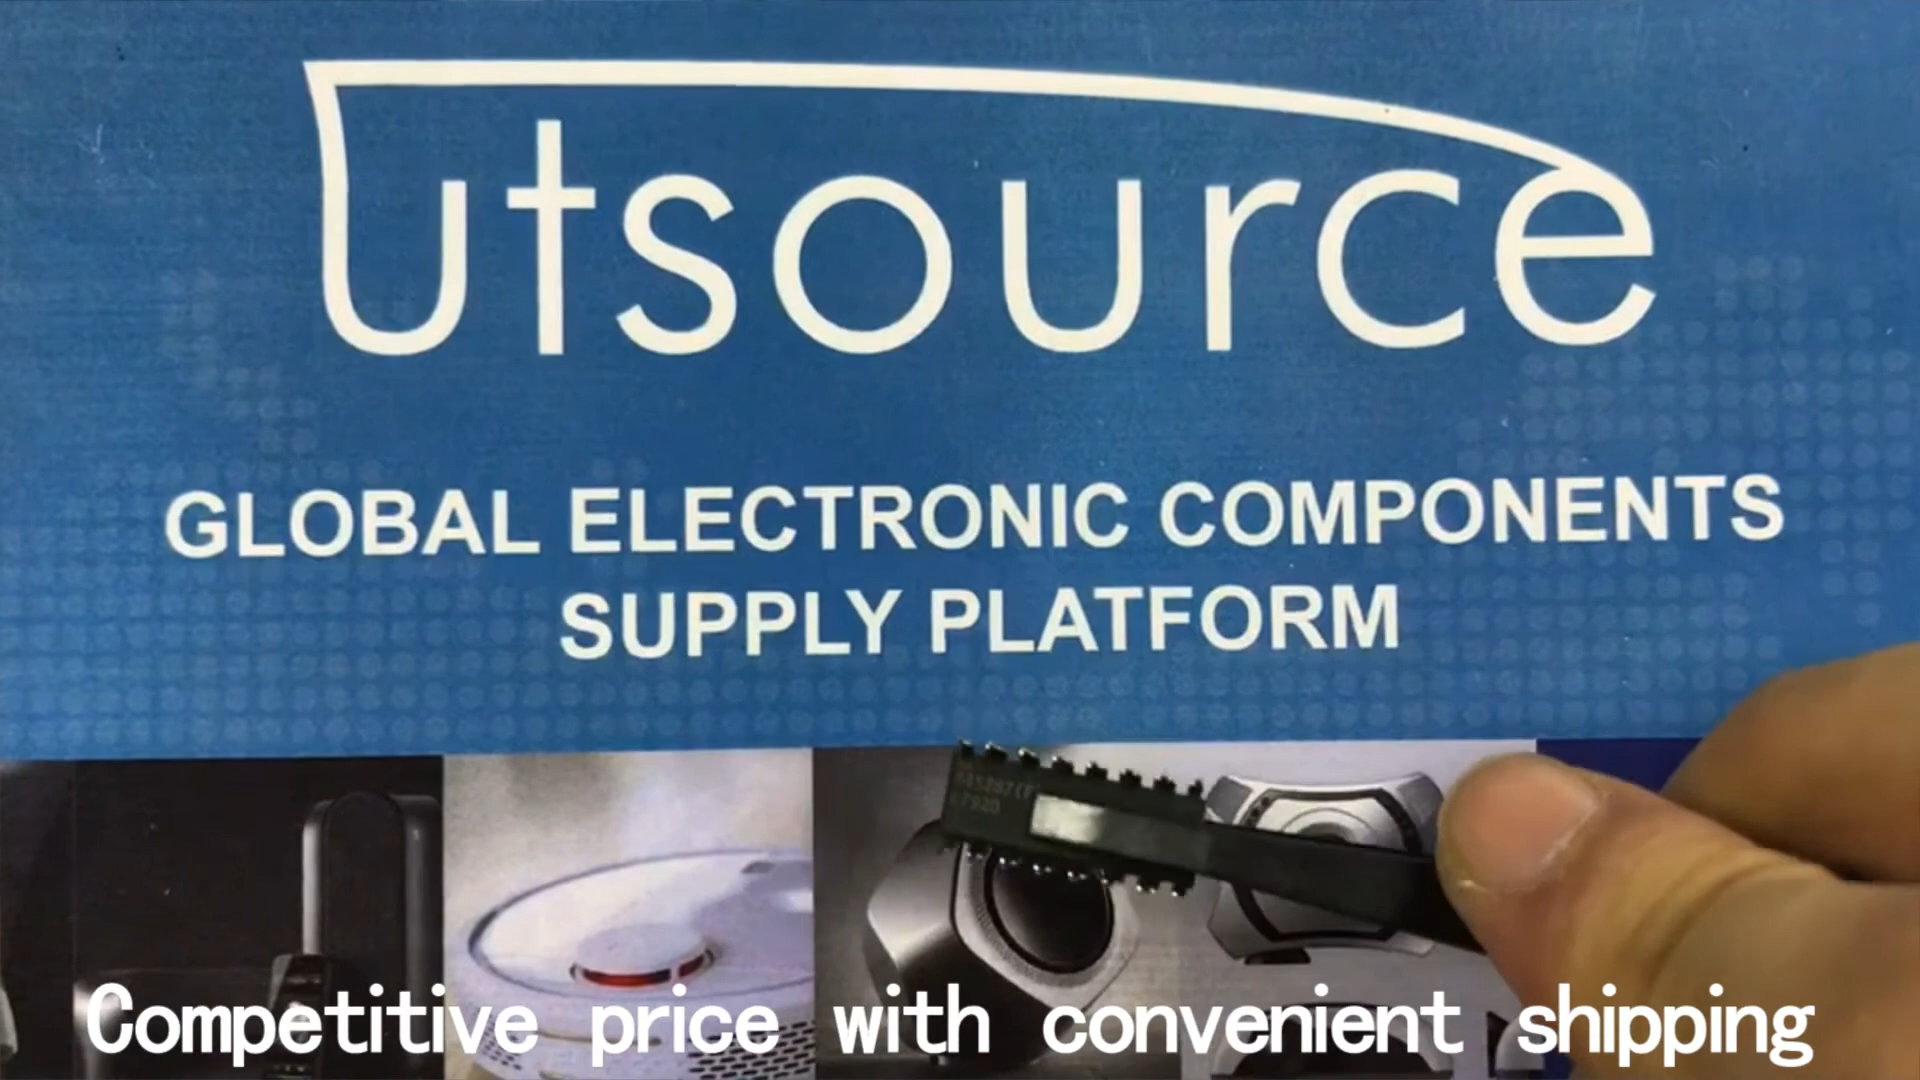 Utsource
GLOBAL ELECTRONIC COMPONENTS
SUPPLY PLATFORM
Competitive price with convenient shipping